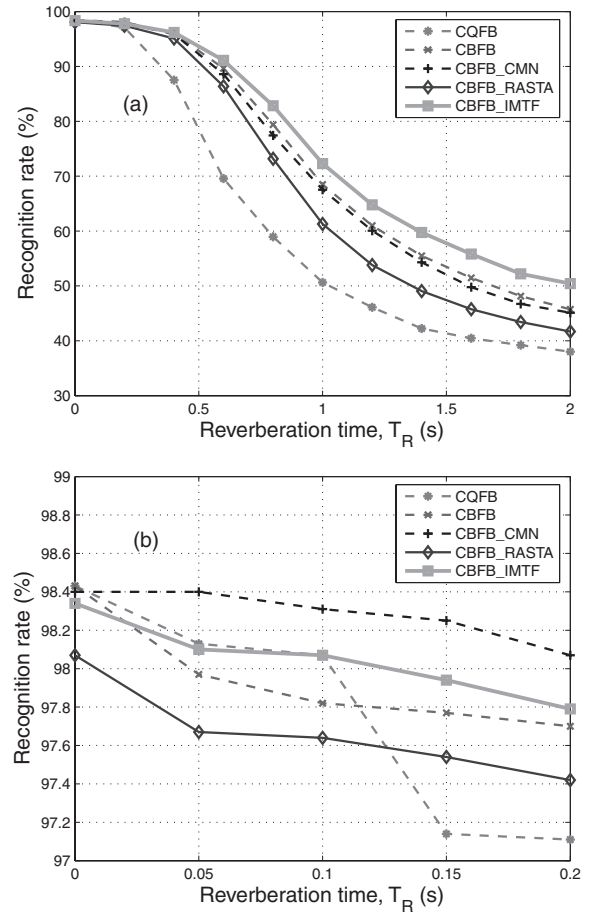 100
90
80
70
60
50
40
30
0
0.5
1
1.5
2
Recognition rate (%)
Reverberation time, T_R (s)
(a)
CQFB
CBFB
CBFB_CMN
CBFB_RASTA
CBFB_IMTF
99
98.8
98.6
98.4
98.2
98
97.8
97.6
97.4
97.2
97
0
0.05
0.1
0.15
0.2
Recognition rate (%)
Reverberation time, T_R (s)
(b)
CQFB
CBFB
CBFB_CMN
CBFB_RASTA
CBFB_IMTF